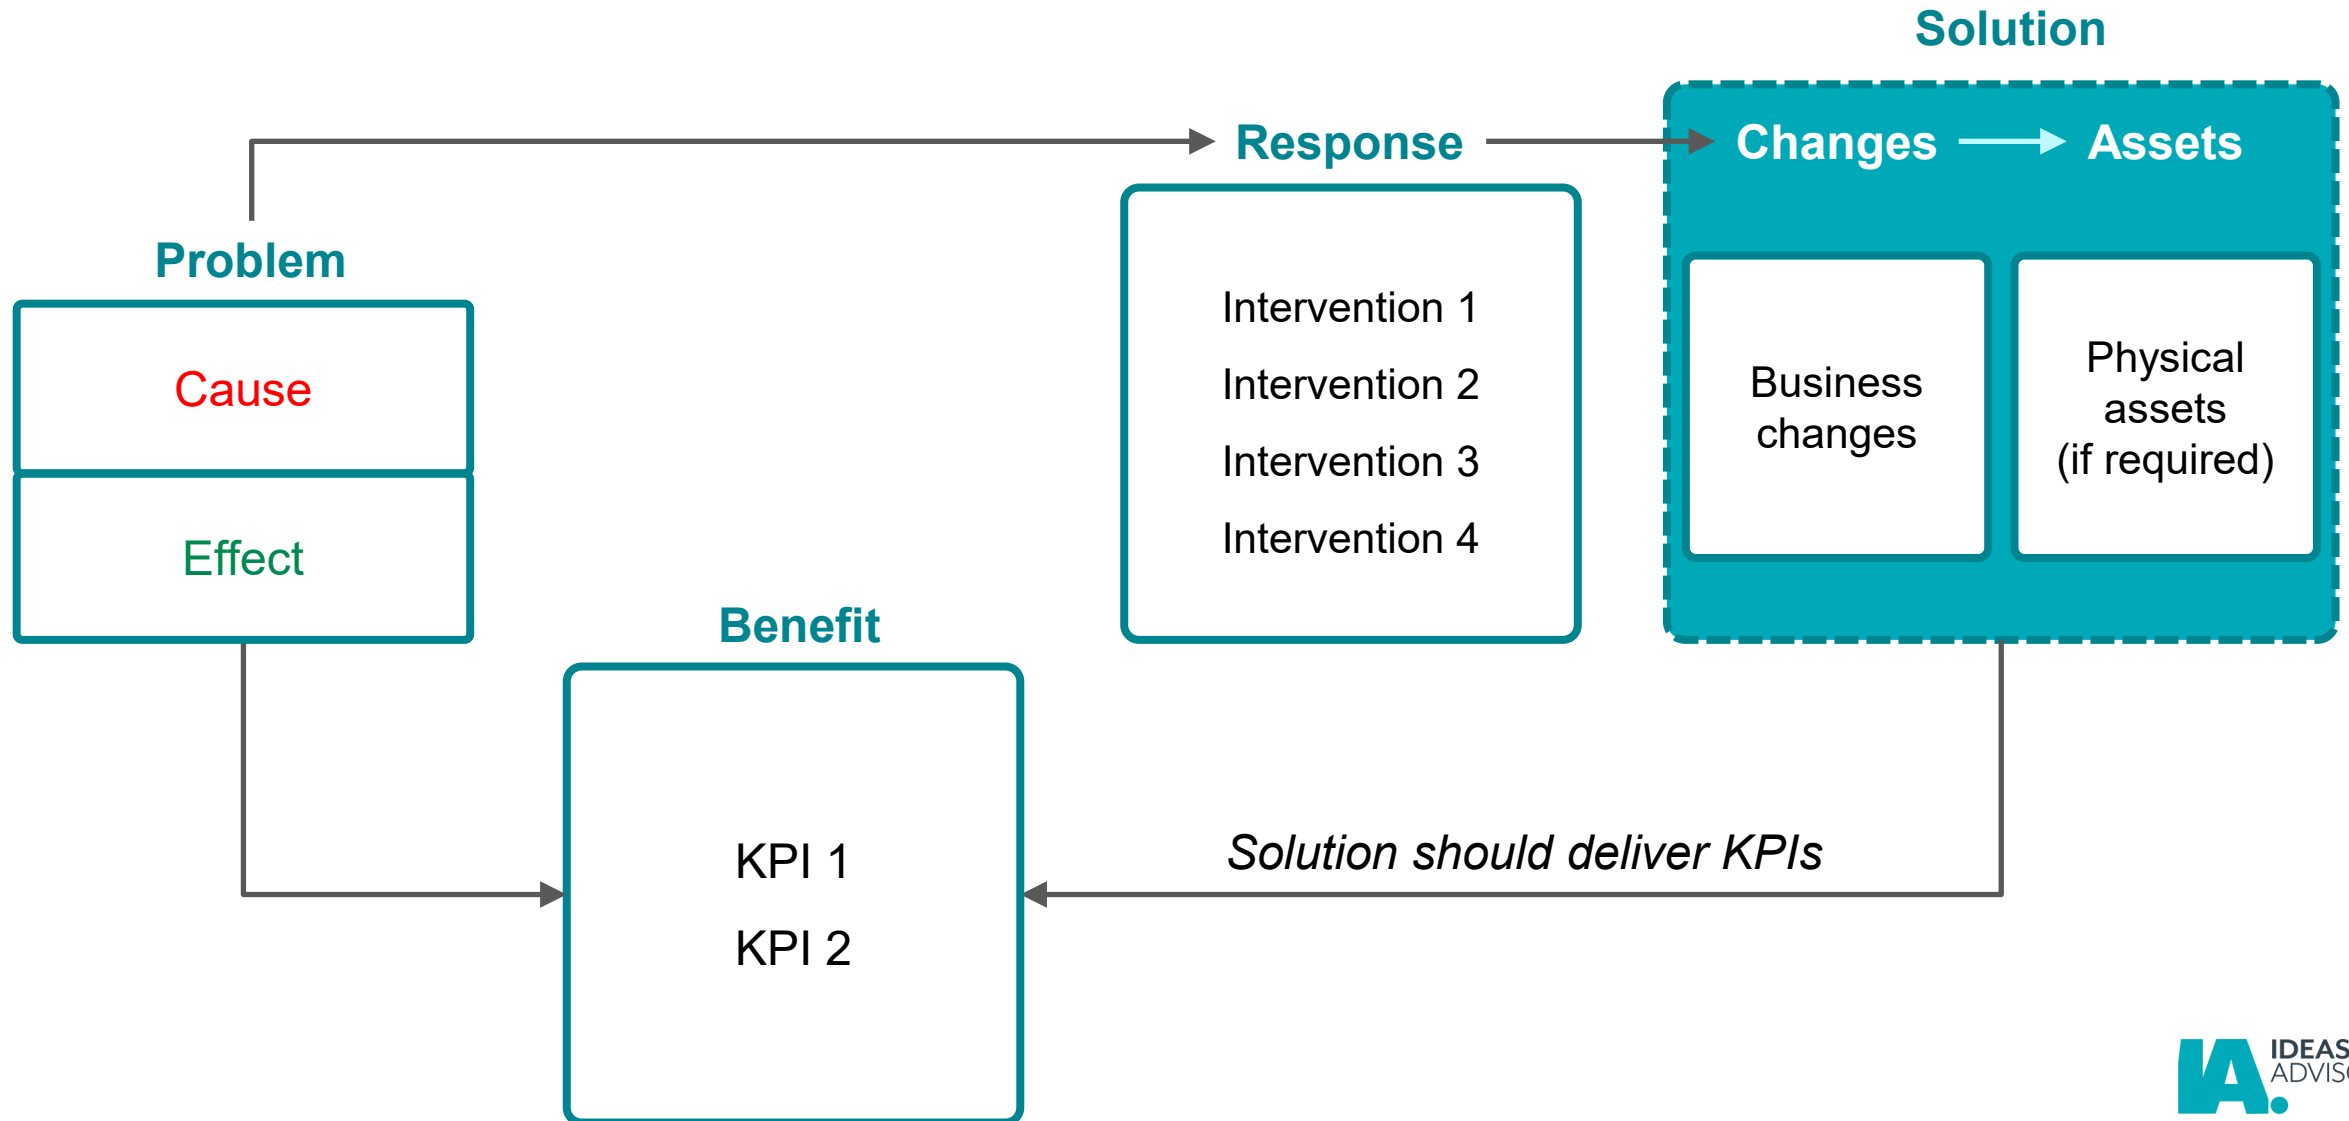 Solution
Response
Changes
Assets
Problem
Cause
Effect
Intervention 1
Intervention 2
Intervention 3
Intervention 4
Business
changes
Physical
assets
(if required)
Benefit
KPI 1
KPI 2
Solution should deliver KPIs
IA.
IDEAS